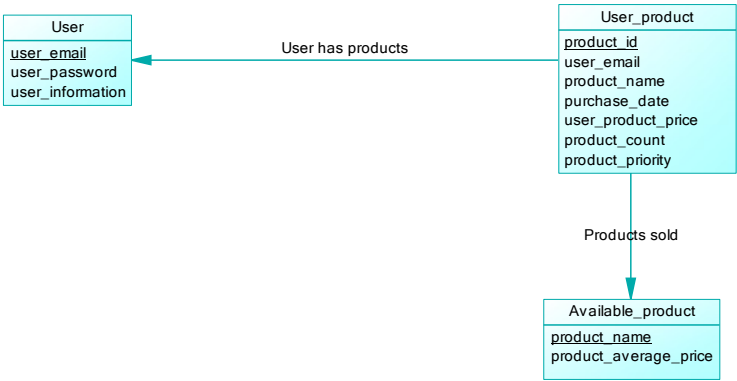 User
user_email
user_password
user_information
User has products
User_product
product_id
user_email
product_name
purchase_date
user_product_price
product_count
product_priority
Products sold
Available_product
product_name
product_average_price